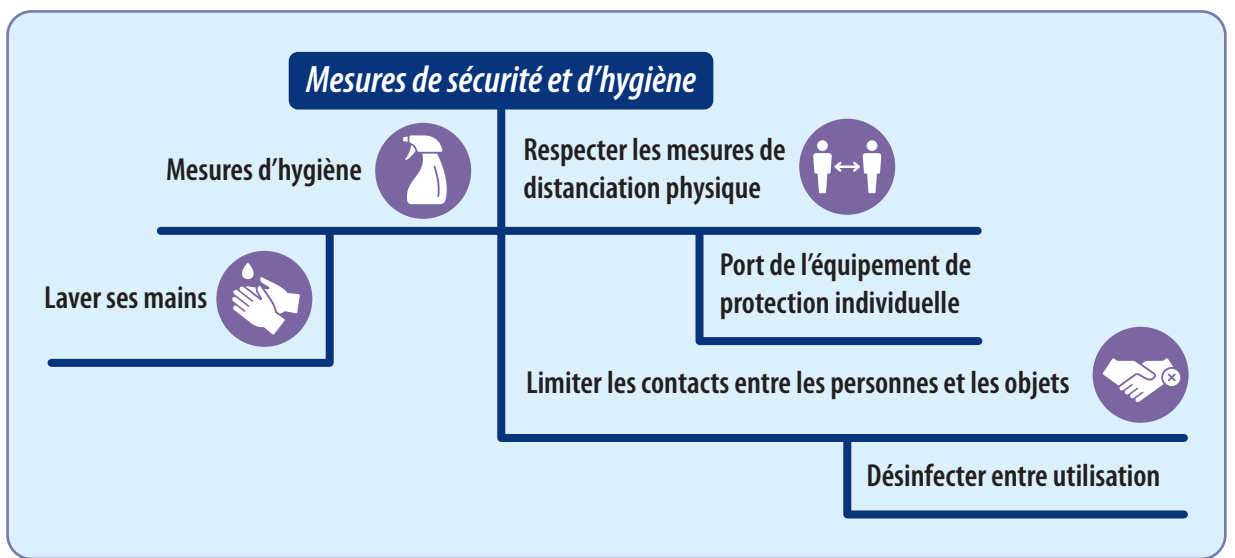 Mesures de sécurité et d'hygiène
Mesures d'hygiène
Respecter les mesures de
distanciation physique
Laver ses mains
Port de l'équipement de
protection individuelle
Limiter les contacts entre les personnes et les objets
Désinfecter entre utilisation